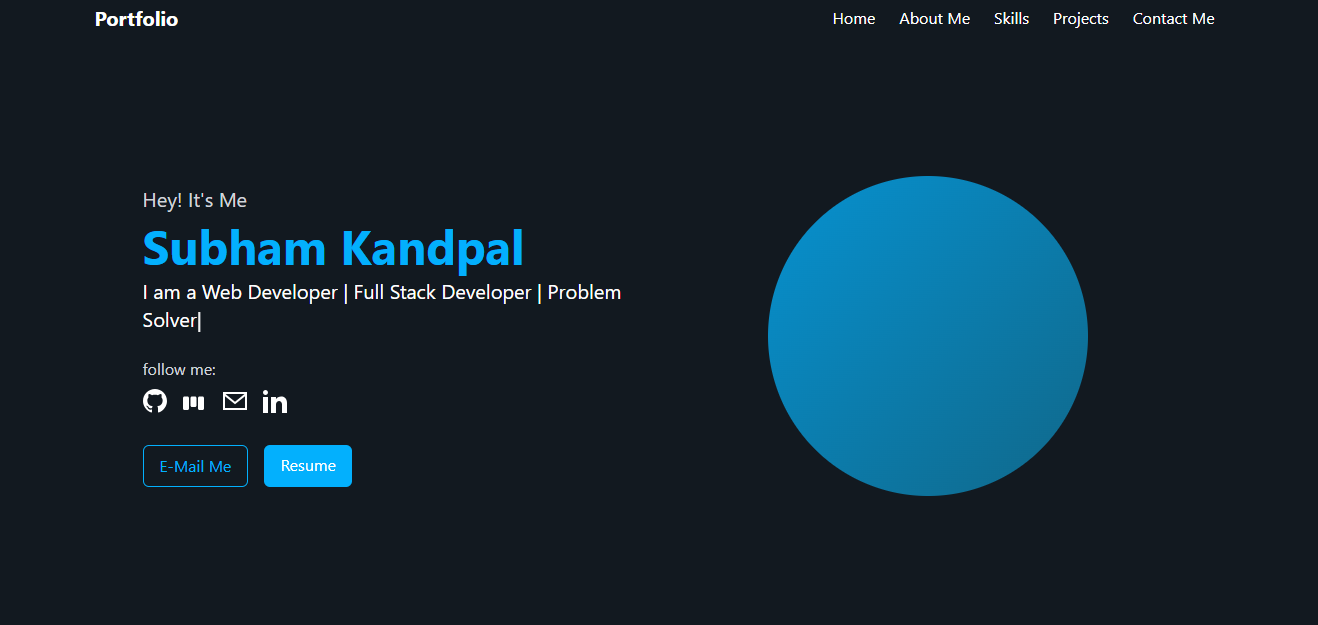 Portfolio
Home About Me Skills Projects Contact Me
Hey! It's Me
Subham Kandpal
I am a Web Developer | Full Stack Developer | Problem
Solver|
follow me:
E-Mail Me Resume